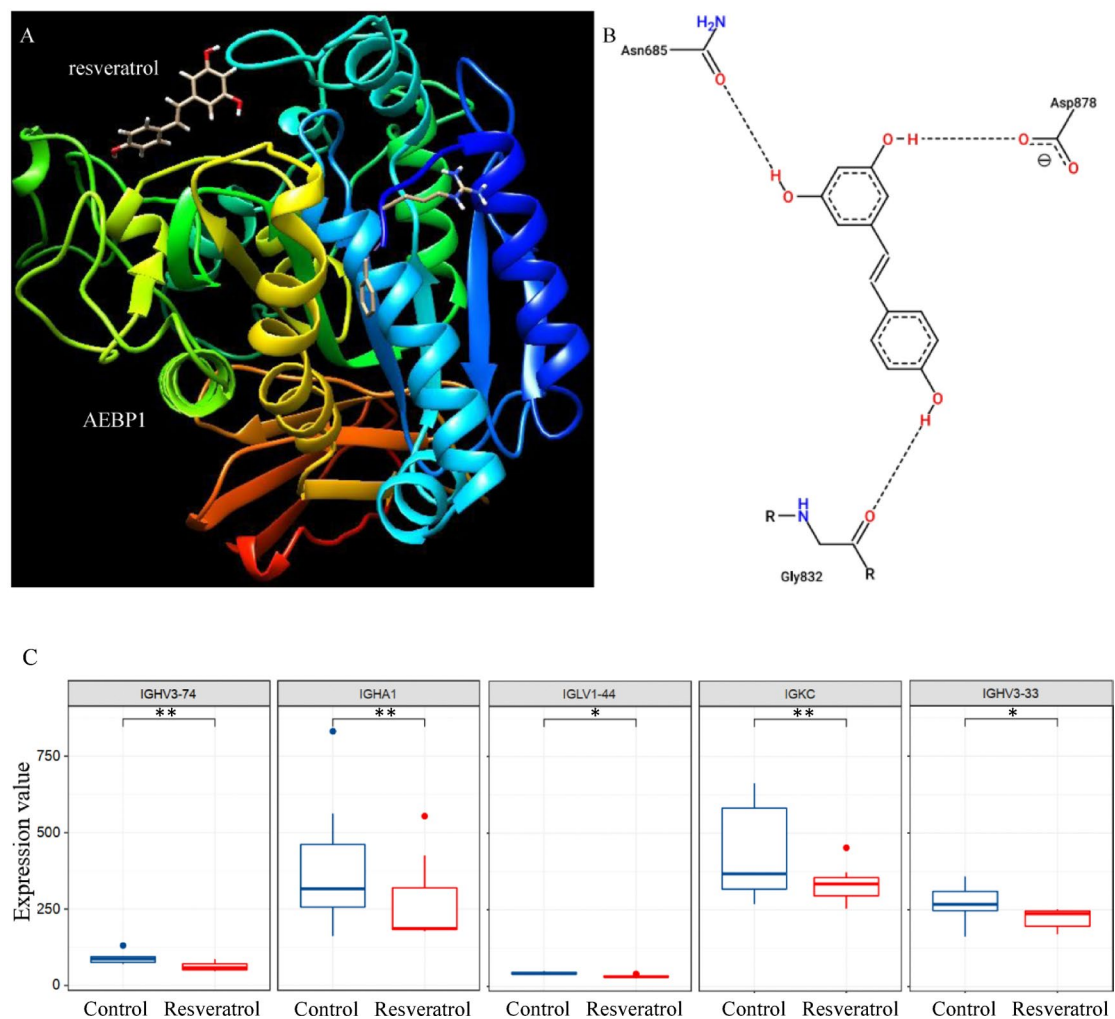 A
resveratrol
AEBP1
B
H₂N
Asn685
O
Asp878
O H
O
⊖
O
H
O
O
H
H
R N
O
Gly832
R
C
IGHV3-74
IGHA1
IGLV1-44
IGKC
IGHV3-33
**
**
*
**
*
Expression value
750
500
250
0
Control Resveratrol
Control Resveratrol
Control Resveratrol
Control Resveratrol
Control Resveratrol